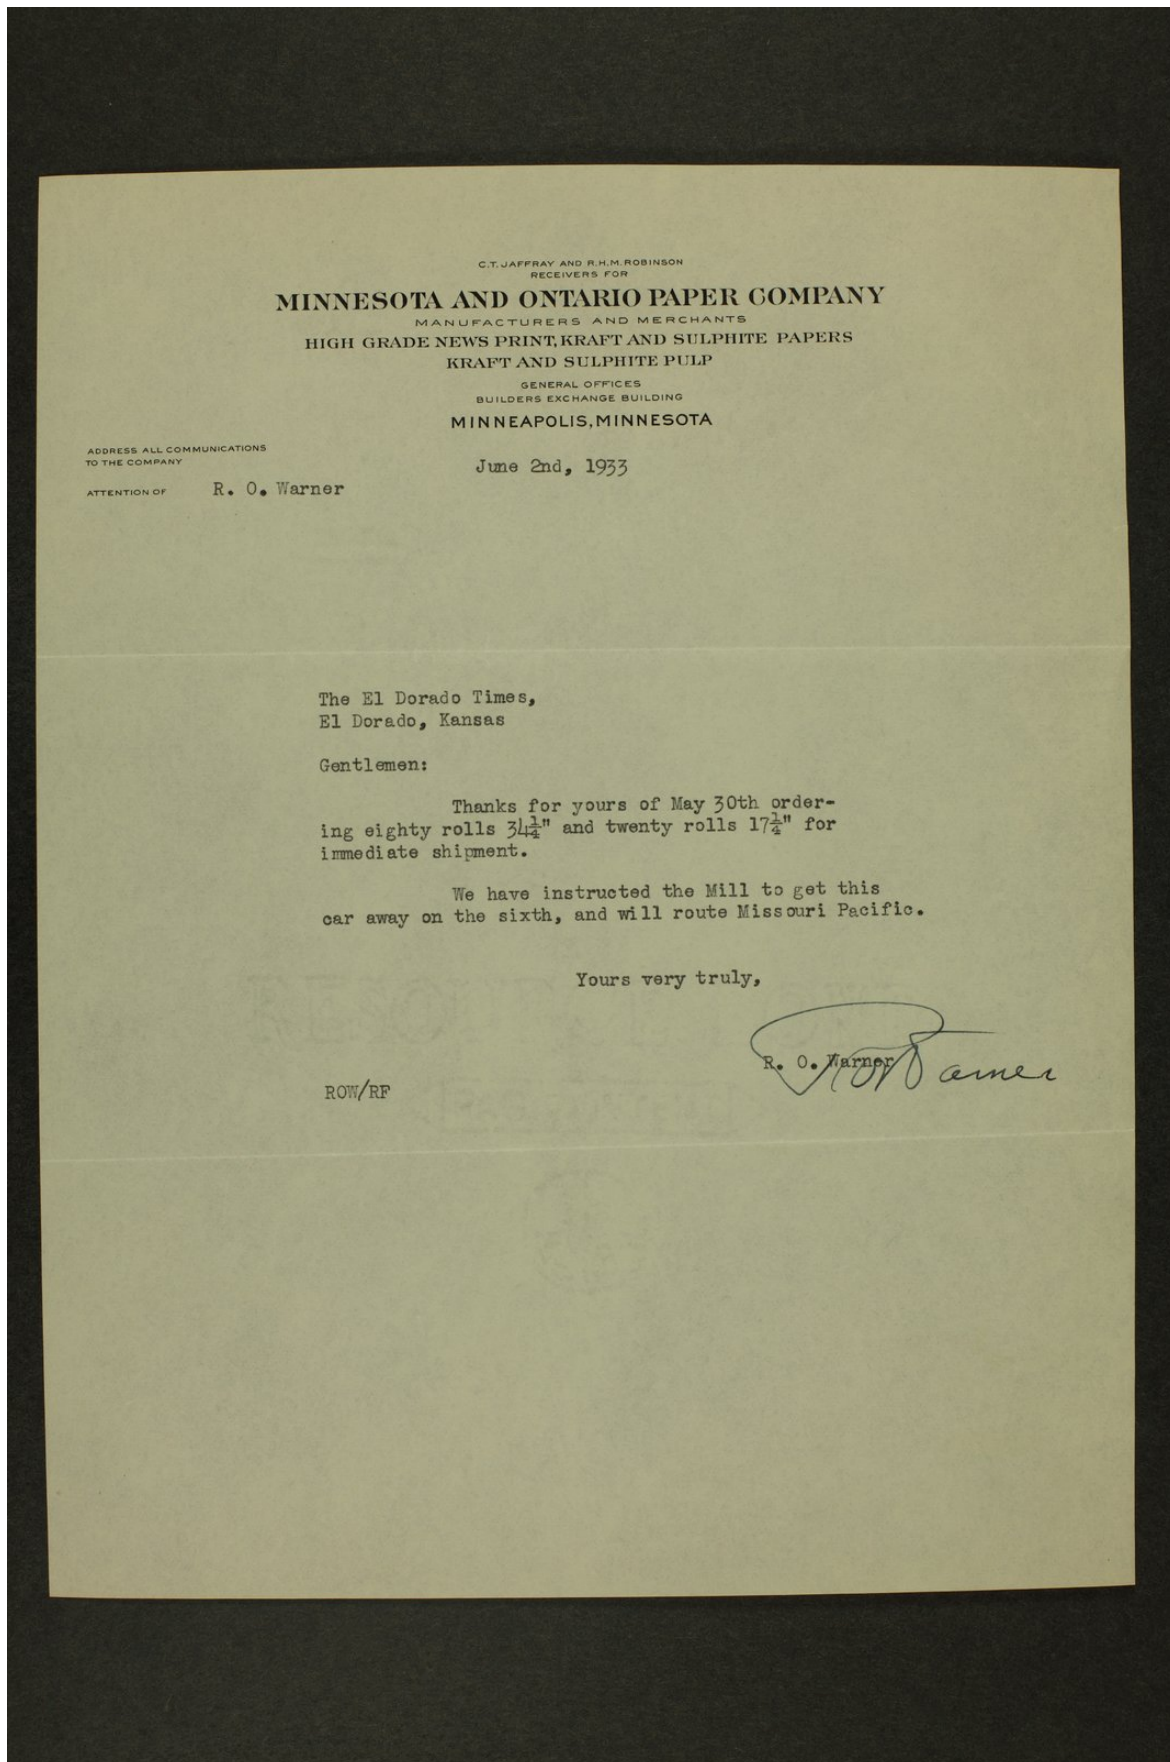 C.T. JAFFRAY AND R.H.M. ROBINSON
RECEIVERS FOR
MINNESOTA AND ONTARIO PAPER COMPANY
MANUFACTURERS AND MERCHANTS
HIGH GRADE NEWS PRINT, KRAFT AND SULPHITE PAPERS
KRAFT AND SULPHITE PULP
GENERAL OFFICES
BUILDERS EXCHANGE BUILDING
MINNEAPOLIS, MINNESOTA
ADDRESS ALL COMMUNICATIONS
TO THE COMPANY
June 2nd, 1933
ATTENTION OF R. O. Warner
The El Dorado Times,
El Dorado, Kansas
Gentlemen:
Thanks for yours of May 30th order-
ing eighty rolls 34¼" and twenty rolls 17¼" for
immediate shipment.
We have instructed the Mill to get this
car away on the sixth, and will route Missouri Pacific.
Yours very truly,
R. O. Warner
R O Warner
ROW/RF